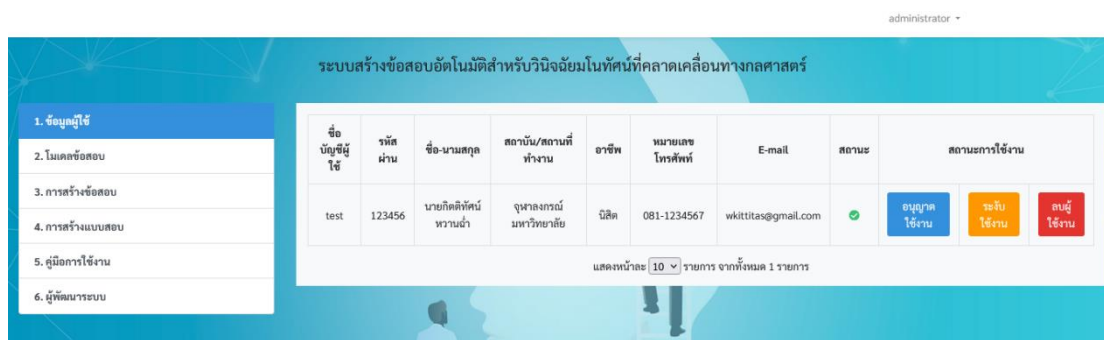 administrator
ระบบสร้างข้อสอบอัตโนมัติสำหรับวินิจฉัยมโนทัศน์ที่คลาดเคลื่อนทางกลศาสตร์
1. ข้อมูลผู้ใช้
2. โมเดลข้อสอบ
3. การสร้างข้อสอบ
4. การสร้างแบบสอบ
5. คู่มือการใช้งาน
6. ผู้พัฒนาระบบ
ชื่อ
บัญชีผู้
ใช้
รหัส
ผ่าน
ชื่อ-นามสกุล
สถาบัน/สถานที่
ทำงาน
อาชีพ
หมายเลข
โทรศัพท์
E-mail
สถานะ
สถานะการใช้งาน
test
123456
นายกิตติทัศน์
หวานฉ่ำ
จุฬาลงกรณ์
มหาวิทยาลัย
นิสิต
081-1234567
wkittitas@gmail.com
อนุญาต
ใช้งาน
ระงับ
ใช้งาน
ลบผู้
ใช้งาน
แสดงหน้าละ 10 รายการ จากทั้งหมด 1 รายการ